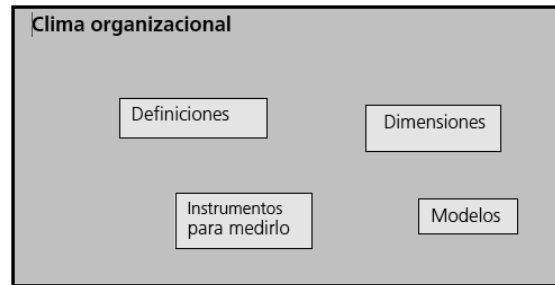 Clima organizacional
Definiciones
Dimensiones
Instrumentos
para medirlo
Modelos